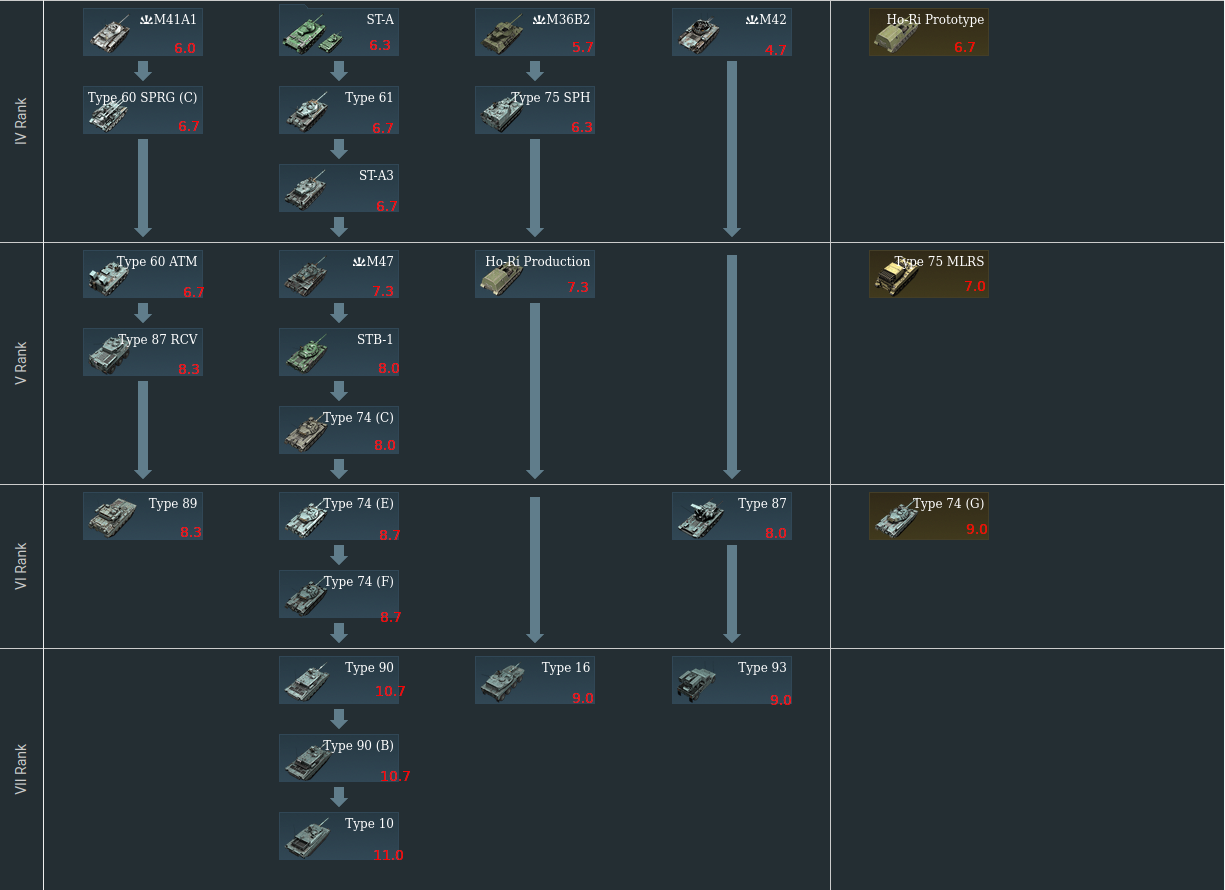 IV Rank
M41A1
6.0
ST-A
6.3
M36B2
5.7
M42
4.7
Ho-Ri Prototype
6.7
Type 60 SPRG (C)
6.7
Type 61
6.7
Type 75 SPH
6.3
ST-A3
6.7
V Rank
Type 60 ATM
6.7
M47
7.3
Ho-Ri Production
7.3
Type 75 MLRS
7.0
Type 87 RCV
8.3
STB-1
8.0
Type 74 (C)
8.0
VI Rank
Type 89
8.3
Type 74 (E)
8.7
Type 87
8.0
Type 74 (G)
9.0
Type 74 (F)
8.7
VII Rank
Type 90
10.7
Type 16
9.0
Type 93
9.0
Type 90 (B)
10.7
Type 10
11.0